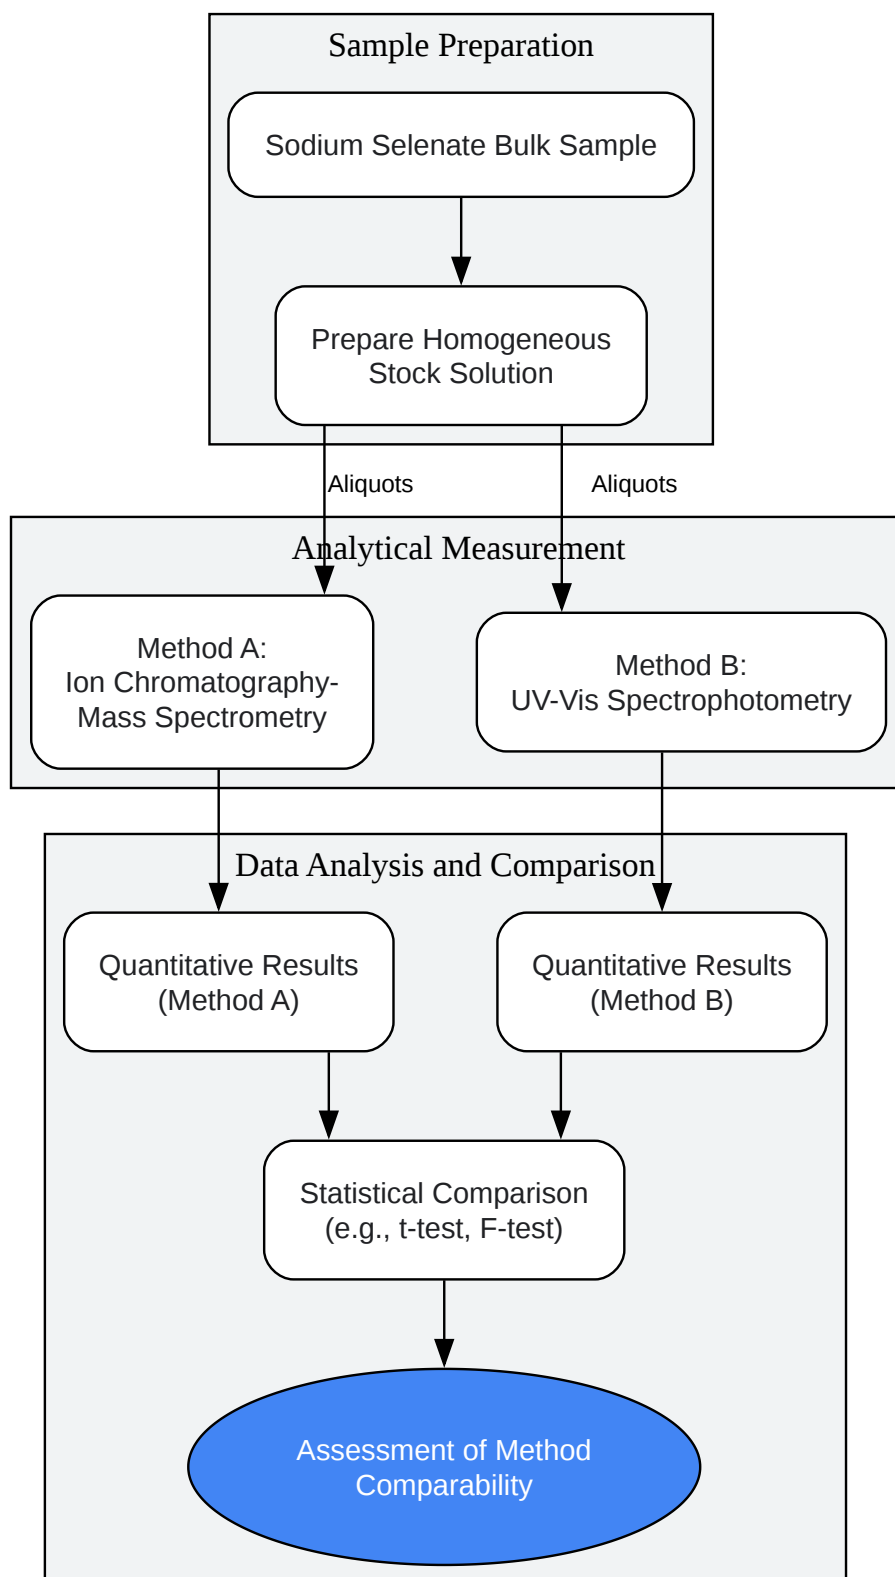 Sample Preparation
Sodium Selenate Bulk Sample
Prepare Homogeneous
Stock Solution
Aliquots
Aliquots
Analytical Measurement
Method A:
Ion Chromatography-
Mass Spectrometry
Method B:
UV-Vis Spectrophotometry
Data Analysis and Comparison
Quantitative Results
(Method A)
Quantitative Results
(Method B)
Statistical Comparison
(e.g., t-test, F-test)
Assessment of Method
Comparability